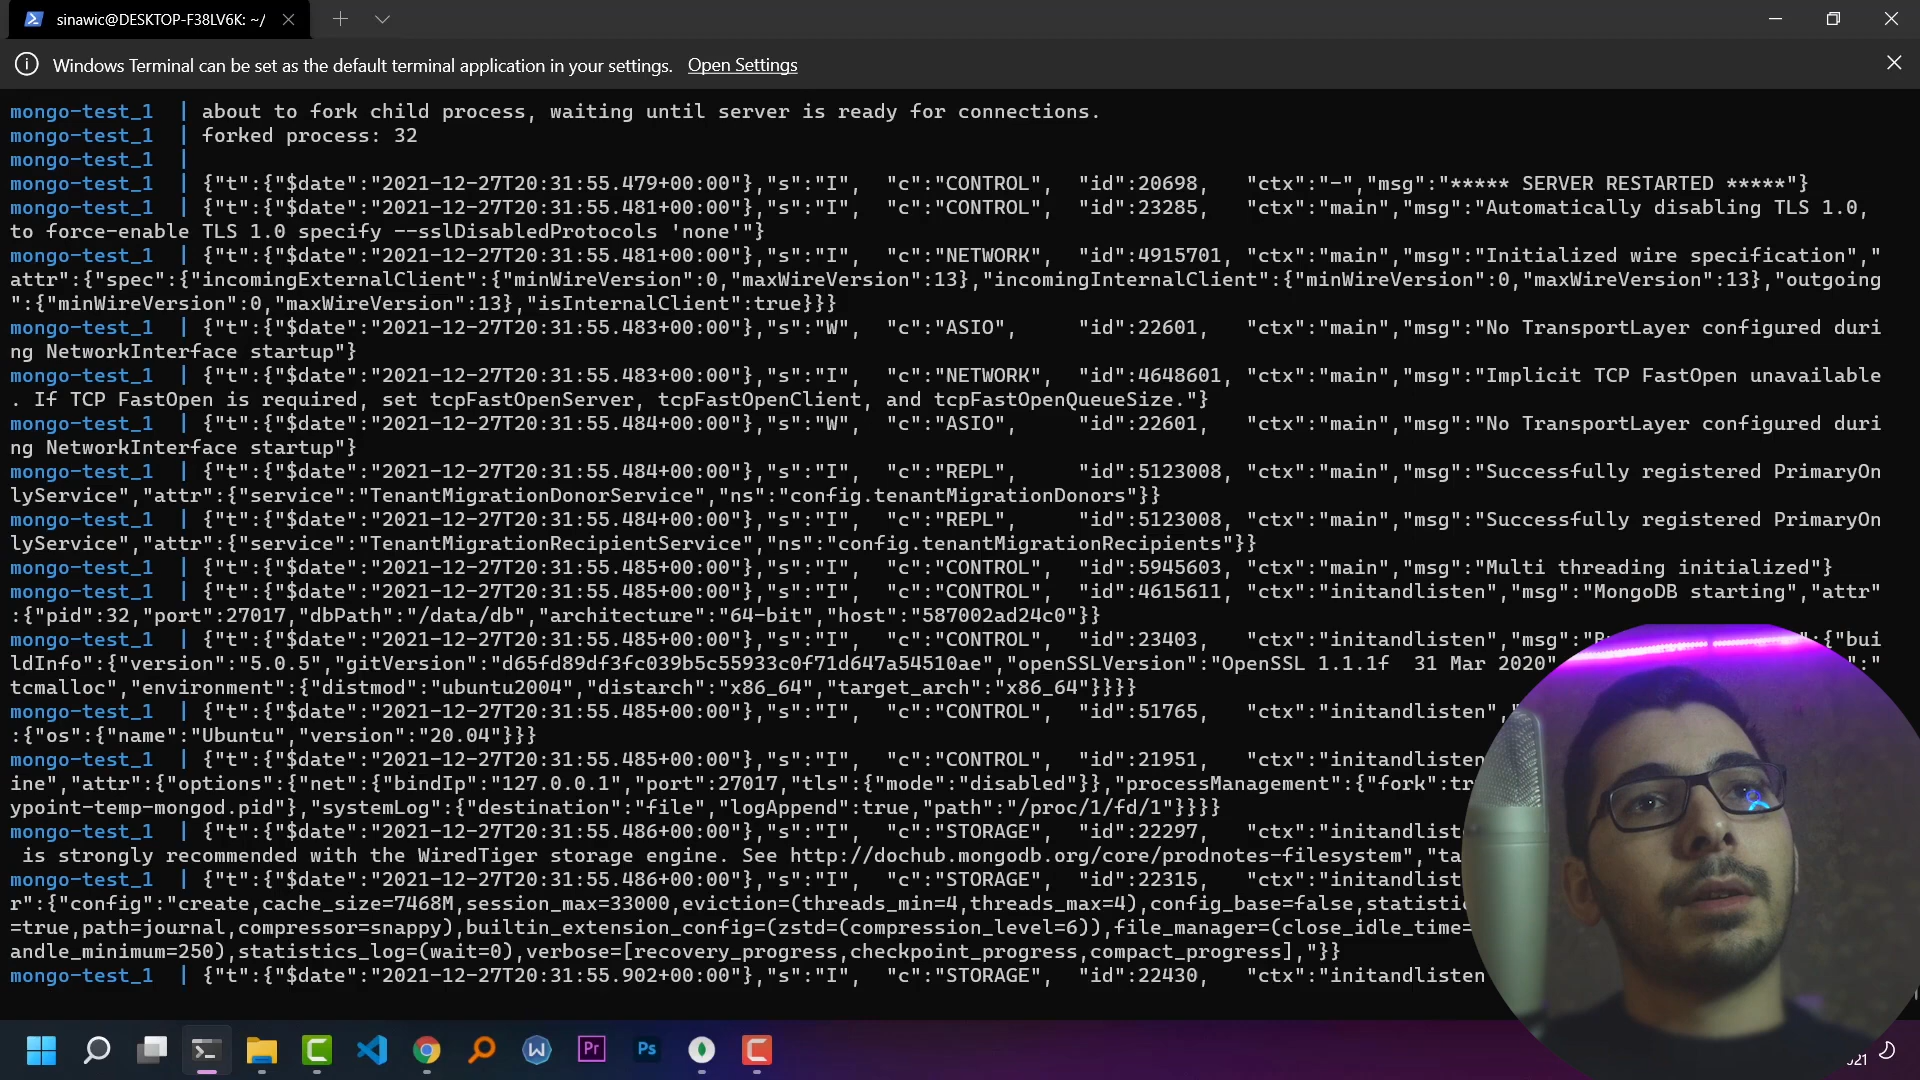 sinawic@DESKTOP-F38LV6K: ~/
Windows Terminal can be set as the default terminal application in your settings. Open Settings
mongo-test_1 | about to fork child process, waiting until server is ready for connections.
mongo-test_1 | forked process: 32
mongo-test_1 |
mongo-test_1 | {"t":{"$date":"2021-12-27T20:31:55.479+00:00"},"s":"I", "c":"CONTROL", "id":20698, "ctx":"-","msg":"***** SERVER RESTARTED *****"}
mongo-test_1 | {"t":{"$date":"2021-12-27T20:31:55.481+00:00"},"s":"I", "c":"CONTROL", "id":23285, "ctx":"main","msg":"Automatically disabling TLS 1.0,
to force-enable TLS 1.0 specify --sslDisabledProtocols 'none'"}
mongo-test_1 | {"t":{"$date":"2021-12-27T20:31:55.481+00:00"},"s":"I", "c":"NETWORK", "id":4915701, "ctx":"main","msg":"Initialized wire specification","
attr":{"spec":{"incomingExternalClient":{"minWireVersion":0,"maxWireVersion":13},"incomingInternalClient":{"minWireVersion":0,"maxWireVersion":13},"outgoing
":{"minWireVersion":0,"maxWireVersion":13},"isInternalClient":true}}}
mongo-test_1 | {"t":{"$date":"2021-12-27T20:31:55.483+00:00"},"s":"W", "c":"ASIO", "id":22601, "ctx":"main","msg":"No TransportLayer configured duri
ng NetworkInterface startup"}
mongo-test_1 | {"t":{"$date":"2021-12-27T20:31:55.483+00:00"},"s":"I", "c":"NETWORK", "id":4648601, "ctx":"main","msg":"Implicit TCP FastOpen unavailable
. If TCP FastOpen is required, set tcpFastOpenServer, tcpFastOpenClient, and tcpFastOpenQueueSize."}
mongo-test_1 | {"t":{"$date":"2021-12-27T20:31:55.484+00:00"},"s":"W", "c":"ASIO", "id":22601, "ctx":"main","msg":"No TransportLayer configured duri
ng NetworkInterface startup"}
mongo-test_1 | {"t":{"$date":"2021-12-27T20:31:55.484+00:00"},"s":"I", "c":"REPL", "id":5123008, "ctx":"main","msg":"Successfully registered PrimaryOn
lyService","attr":{"service":"TenantMigrationDonorService","ns":"config.tenantMigrationDonors"}}
mongo-test_1 | {"t":{"$date":"2021-12-27T20:31:55.484+00:00"},"s":"I", "c":"REPL", "id":5123008, "ctx":"main","msg":"Successfully registered PrimaryOn
lyService","attr":{"service":"TenantMigrationRecipientService","ns":"config.tenantMigrationRecipients"}}
mongo-test_1 | {"t":{"$date":"2021-12-27T20:31:55.485+00:00"},"s":"I", "c":"CONTROL", "id":5945603, "ctx":"main","msg":"Multi threading initialized"}
mongo-test_1 | {"t":{"$date":"2021-12-27T20:31:55.485+00:00"},"s":"I", "c":"CONTROL", "id":4615611, "ctx":"initandlisten","msg":"MongoDB starting","attr"
:{"pid":32,"port":27017,"dbPath":"/data/db","architecture":"64-bit","host":"587002ad24c0"}}
mongo-test_1 | {"t":{"$date":"2021-12-27T20:31:55.485+00:00"},"s":"I", "c":"CONTROL", "id":23403, "ctx":"initandlisten","msg":" :{"bui
ldInfo":{"version":"5.0.5","gitVersion":"d65fd89df3fc039b5c55933c0f71d647a54510ae","openSSLVersion":"OpenSSL 1.1.1f 31 Mar 2020" :"
tcmalloc","environment":{"distmod":"ubuntu2004","distarch":"x86_64","target_arch":"x86_64"}}}}
mongo-test_1 | {"t":{"$date":"2021-12-27T20:31:55.485+00:00"},"s":"I", "c":"CONTROL", "id":51765, "ctx":"initandlisten","
:{"os":{"name":"Ubuntu","version":"20.04"}}}
mongo-test_1 | {"t":{"$date":"2021-12-27T20:31:55.485+00:00"},"s":"I", "c":"CONTROL", "id":21951, "ctx":"initandlisten"
ine","attr":{"options":{"net":{"bindIp":"127.0.0.1","port":27017,"tls":{"mode":"disabled"}},"processManagement":{"fork":tr
ypoint-temp-mongod.pid"},"systemLog":{"destination":"file","logAppend":true,"path":"/proc/1/fd/1"}}}}
mongo-test_1 | {"t":{"$date":"2021-12-27T20:31:55.486+00:00"},"s":"I", "c":"STORAGE", "id":22297, "ctx":"initandliste
is strongly recommended with the WiredTiger storage engine. See http://dochub.mongodb.org/core/prodnotes-filesystem","ta
mongo-test_1 | {"t":{"$date":"2021-12-27T20:31:55.486+00:00"},"s":"I", "c":"STORAGE", "id":22315, "ctx":"initandlist
r":{"config":"create,cache_size=7468M,session_max=33000,eviction=(threads_min=4,threads_max=4),config_base=false,statisti
=true,path=journal,compressor=snappy),builtin_extension_config=(zstd=(compression_level=6)),file_manager=(close_idle_time=
andle_minimum=250),statistics_log=(wait=0),verbose=[recovery_progress,checkpoint_progress,compact_progress],"}}
mongo-test_1 | {"t":{"$date":"2021-12-27T20:31:55.902+00:00"},"s":"I", "c":"STORAGE", "id":22430, "ctx":"initandlisten
Pr
Ps